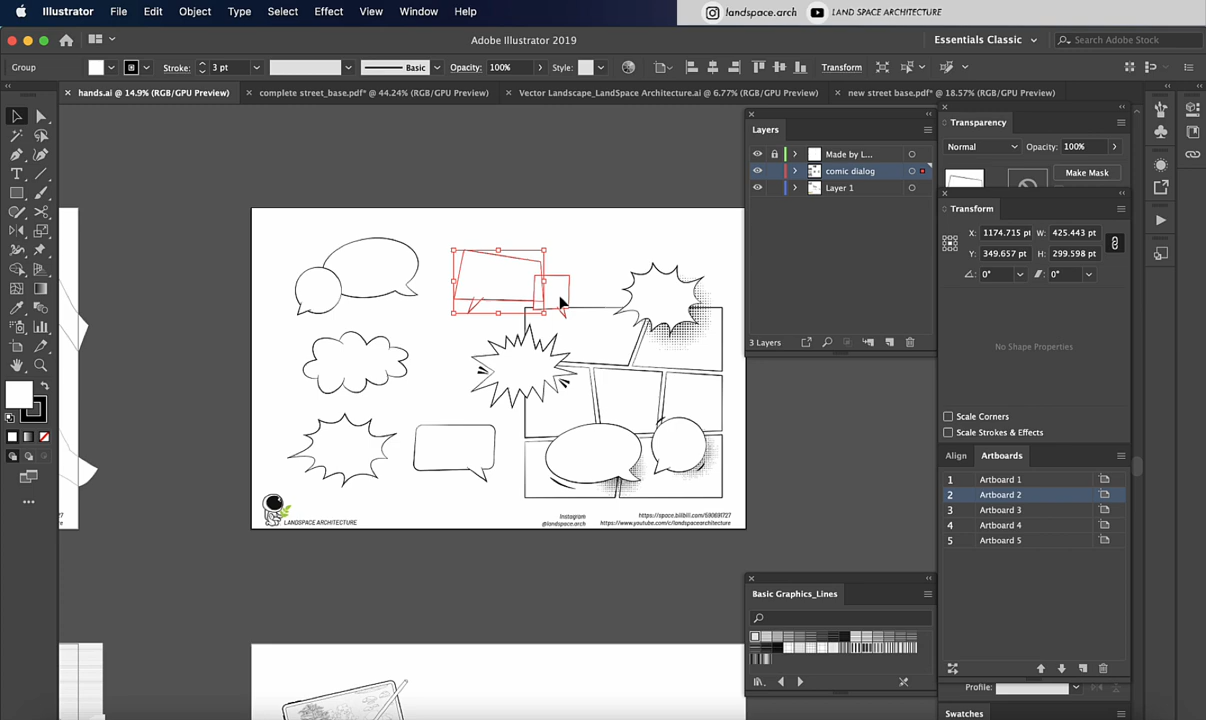 Illustrator File Edit Object Type Select Effect View Window Help
landspace.arch LAND SPACE ARCHITECTURE
Adobe Illustrator 2019
Essentials Classic
Search Adobe Stock
Group Stroke: 3 pt Basic Opacity: 100% Style: Transform
hands.ai @ 14.9% (RGB/GPU Preview)
complete street_base.pdf* @ 44.24% (RGB/GPU Preview)
Vector Landscape_LandSpace Architecture.ai @ 6.77% (RGB/GPU Preview)
new street base.pdf* @ 18.57% (RGB/GPU Preview)
Layers
Made by L...
comic dialog
Layer 1
3 Layers
Transparency
Normal Opacity: 100%
Make Mask
Transform
X: 1174.715 pt W: 425.443 pt
Y: 349.657 pt H: 299.598 pt
0° 0°
No Shape Properties
Scale Corners
Scale Strokes & Effects
Align Artboards
1 Artboard 1
2 Artboard 2
3 Artboard 3
4 Artboard 4
5 Artboard 5
Profile:
Swatches
Basic Graphics_Lines
LANDSPACE ARCHITECTURE
Instagram
@landspace.arch
https://space.bilibili.com/590691727
https://www.youtube.com/c/landspacearchitecture